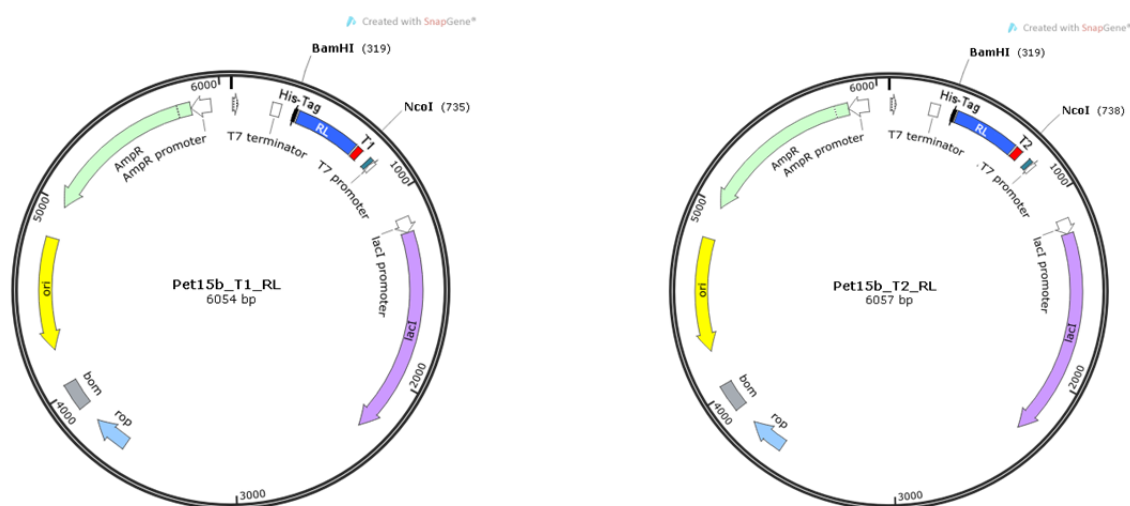 Created with SnapGene®
BamHI (319)
6000
His-Tag
NcoI (735)
RL
T1
T7 terminator
T7 promoter
AmpR
AmpR promoter
1000
5000
lacI promoter
ori
Pet15b_T1_RL
6054 bp
lacI
bom
rop
2000
4000
3000
Created with SnapGene®
BamHI (319)
6000
His-Tag
NcoI (738)
RL
T2
T7 terminator
.T7 promoter
AmpR
AmpR promoter
1000
5000
lacI promoter
ori
Pet15b_T2_RL
6057 bp
lacI
bom
rop
2000
4000
3000